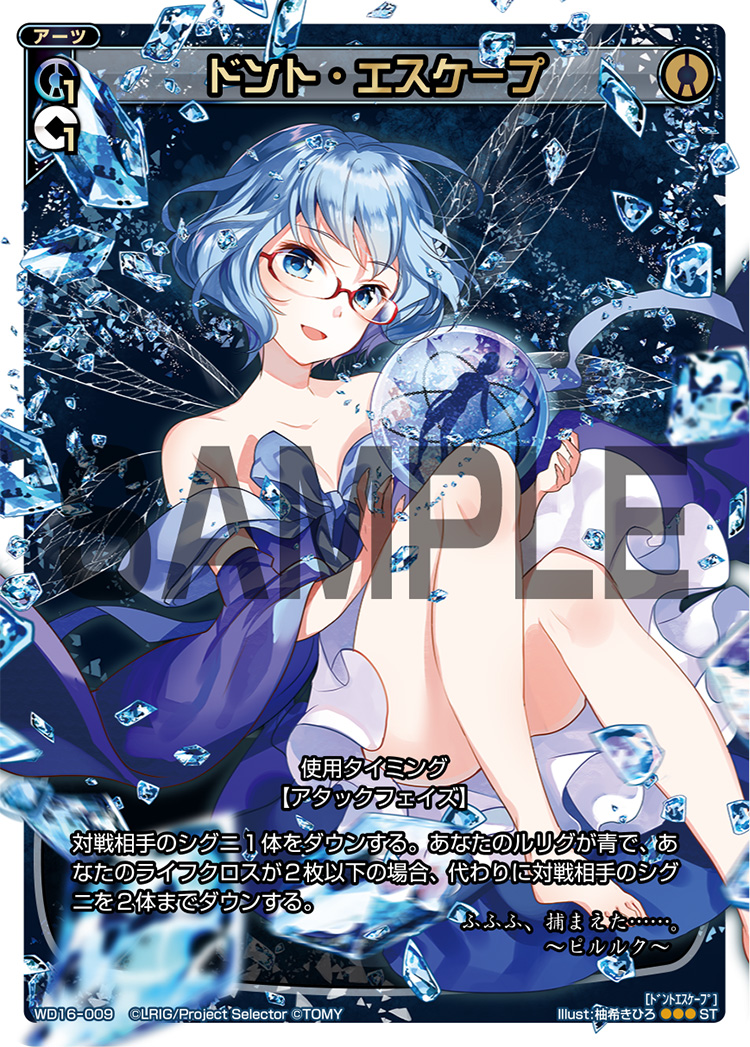 アーツ
ドント・エスケープ
1
1
SAMPLE
使用タイミング
【アタックフェイズ】
対戦相手のシグニ1体をダウンする。あなたのルリグが青で、あ
なたのライフクロスが2枚以下の場合、代わりに対戦相手のシグ
ニを2体までダウンする。
ふふふ、捕まえた……。
～ピルルク～
[ﾄﾞﾝﾄｴｽｹｰﾌﾟ]
WD16-009 ©LRIG/Project Selector ©TOMY Illust:柚希きひろ ST